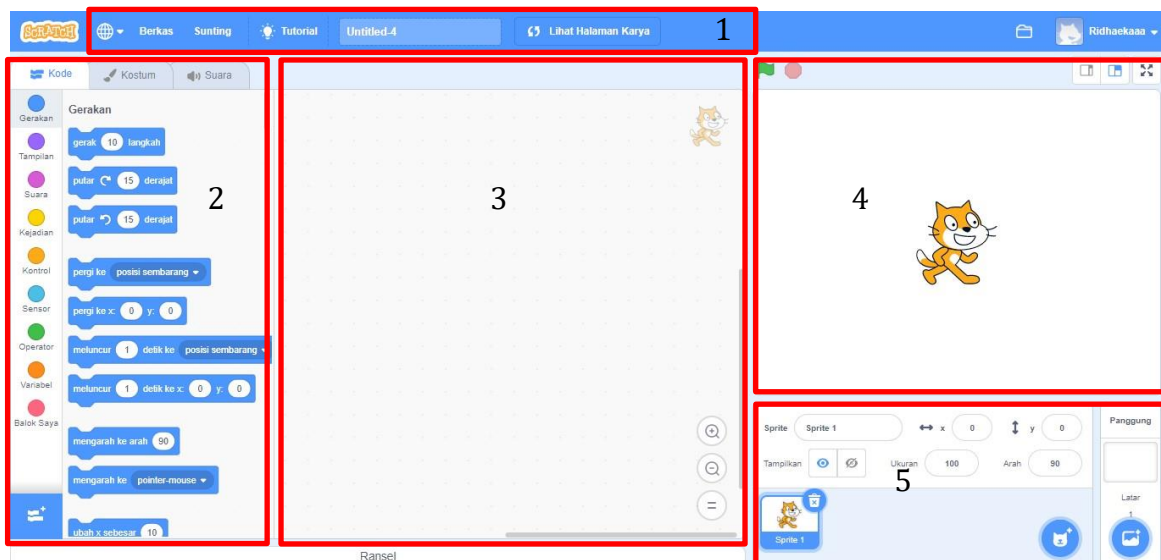 SCRATCH Berkas Sunting Tutorial Untitled-4 Lihat Halaman Karya 1 Ridhaekaaa
Kode Kostum Suara
Gerakan
Tampilan
Suara
Kejadian
Kontrol
Sensor
Operator
Variabel
Balok Saya
Gerakan
gerak 10 langkah
putar 15 derajat
2
putar 15 derajat
pergi ke posisi sembarang
pergi ke x: 0 y: 0
meluncur 1 detik ke posisi sembarang
meluncur 1 detik ke x: 0 y: 0
mengarah ke arah 90
mengarah ke pointer-mouse
ubah x sebesar 10
3
4
Sprite Sprite 1 x 0 y 0
Tampilkan Ukuran 100 Arah 90
5
Sprite 1
Panggung
Latar
1
Ransel